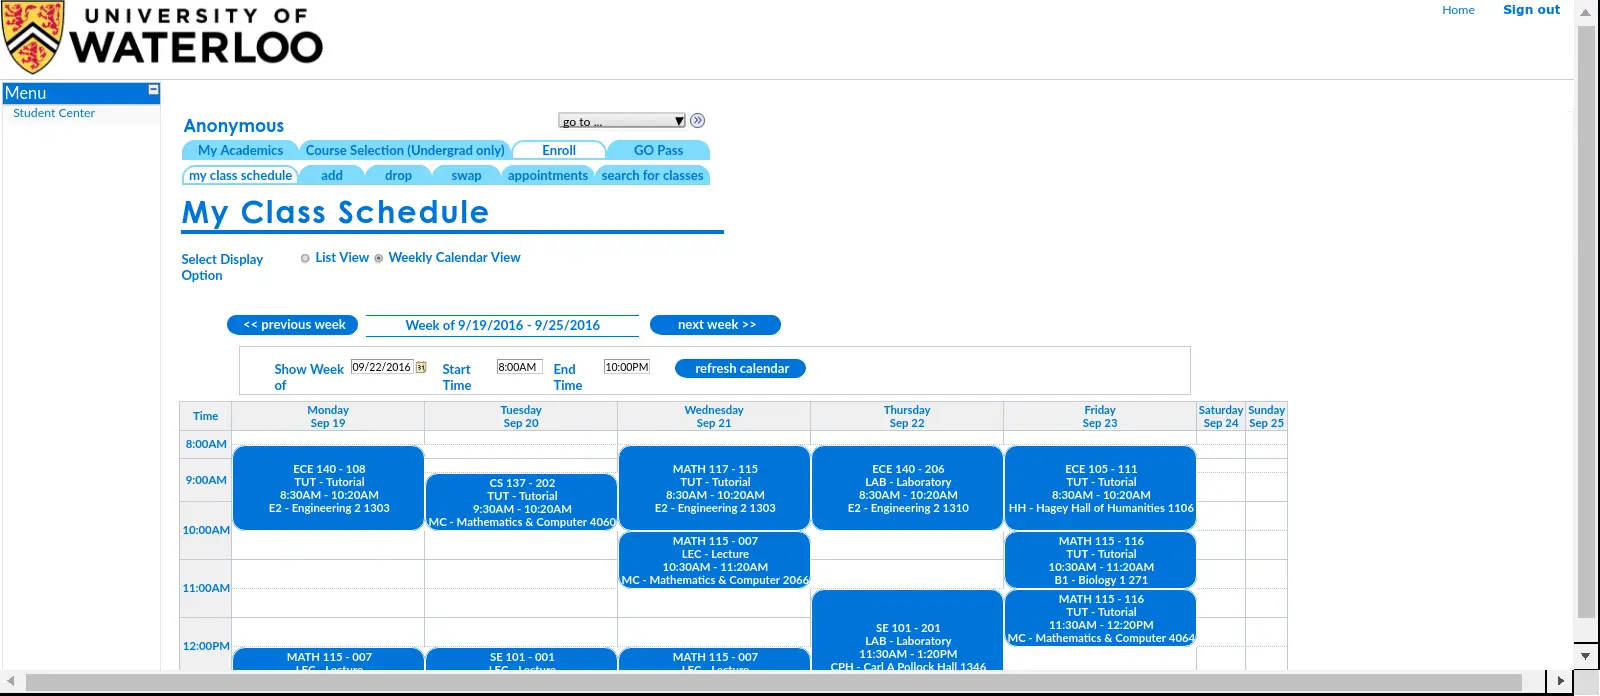 UNIVERSITY OF
WATERLOO
Home Sign out
Menu
Student Center
Anonymous
go to ...
My Academics Course Selection (Undergrad only) Enroll GO Pass
my class schedule add drop swap appointments search for classes
My Class Schedule
Select Display
Option
List View Weekly Calendar View
<< previous week Week of 9/19/2016 - 9/25/2016 next week >>
Show Week
of
09/22/2016
31
Start
Time
8:00AM
End
Time
10:00PM
refresh calendar
Time
Monday
Sep 19
Tuesday
Sep 20
Wednesday
Sep 21
Thursday
Sep 22
Friday
Sep 23
Saturday
Sep 24
Sunday
Sep 25
8:00AM
9:00AM
10:00AM
11:00AM
12:00PM
ECE 140 - 108
TUT - Tutorial
8:30AM - 10:20AM
E2 - Engineering 2 1303
MATH 115 - 007
LEC - Lecture
CS 137 - 202
TUT - Tutorial
9:30AM - 10:20AM
MC - Mathematics & Computer 4060
SE 101 - 001
LEC - Lecture
MATH 117 - 115
TUT - Tutorial
8:30AM - 10:20AM
E2 - Engineering 2 1303
MATH 115 - 007
LEC - Lecture
10:30AM - 11:20AM
MC - Mathematics & Computer 2066
MATH 115 - 007
LEC - Lecture
ECE 140 - 206
LAB - Laboratory
8:30AM - 10:20AM
E2 - Engineering 2 1310
SE 101 - 201
LAB - Laboratory
11:30AM - 1:20PM
CPH - Carl A Pollock Hall 1346
ECE 105 - 111
TUT - Tutorial
8:30AM - 10:20AM
HH - Hagey Hall of Humanities 1106
MATH 115 - 116
TUT - Tutorial
10:30AM - 11:20AM
B1 - Biology 1 271
MATH 115 - 116
TUT - Tutorial
11:30AM - 12:20PM
MC - Mathematics & Computer 4064